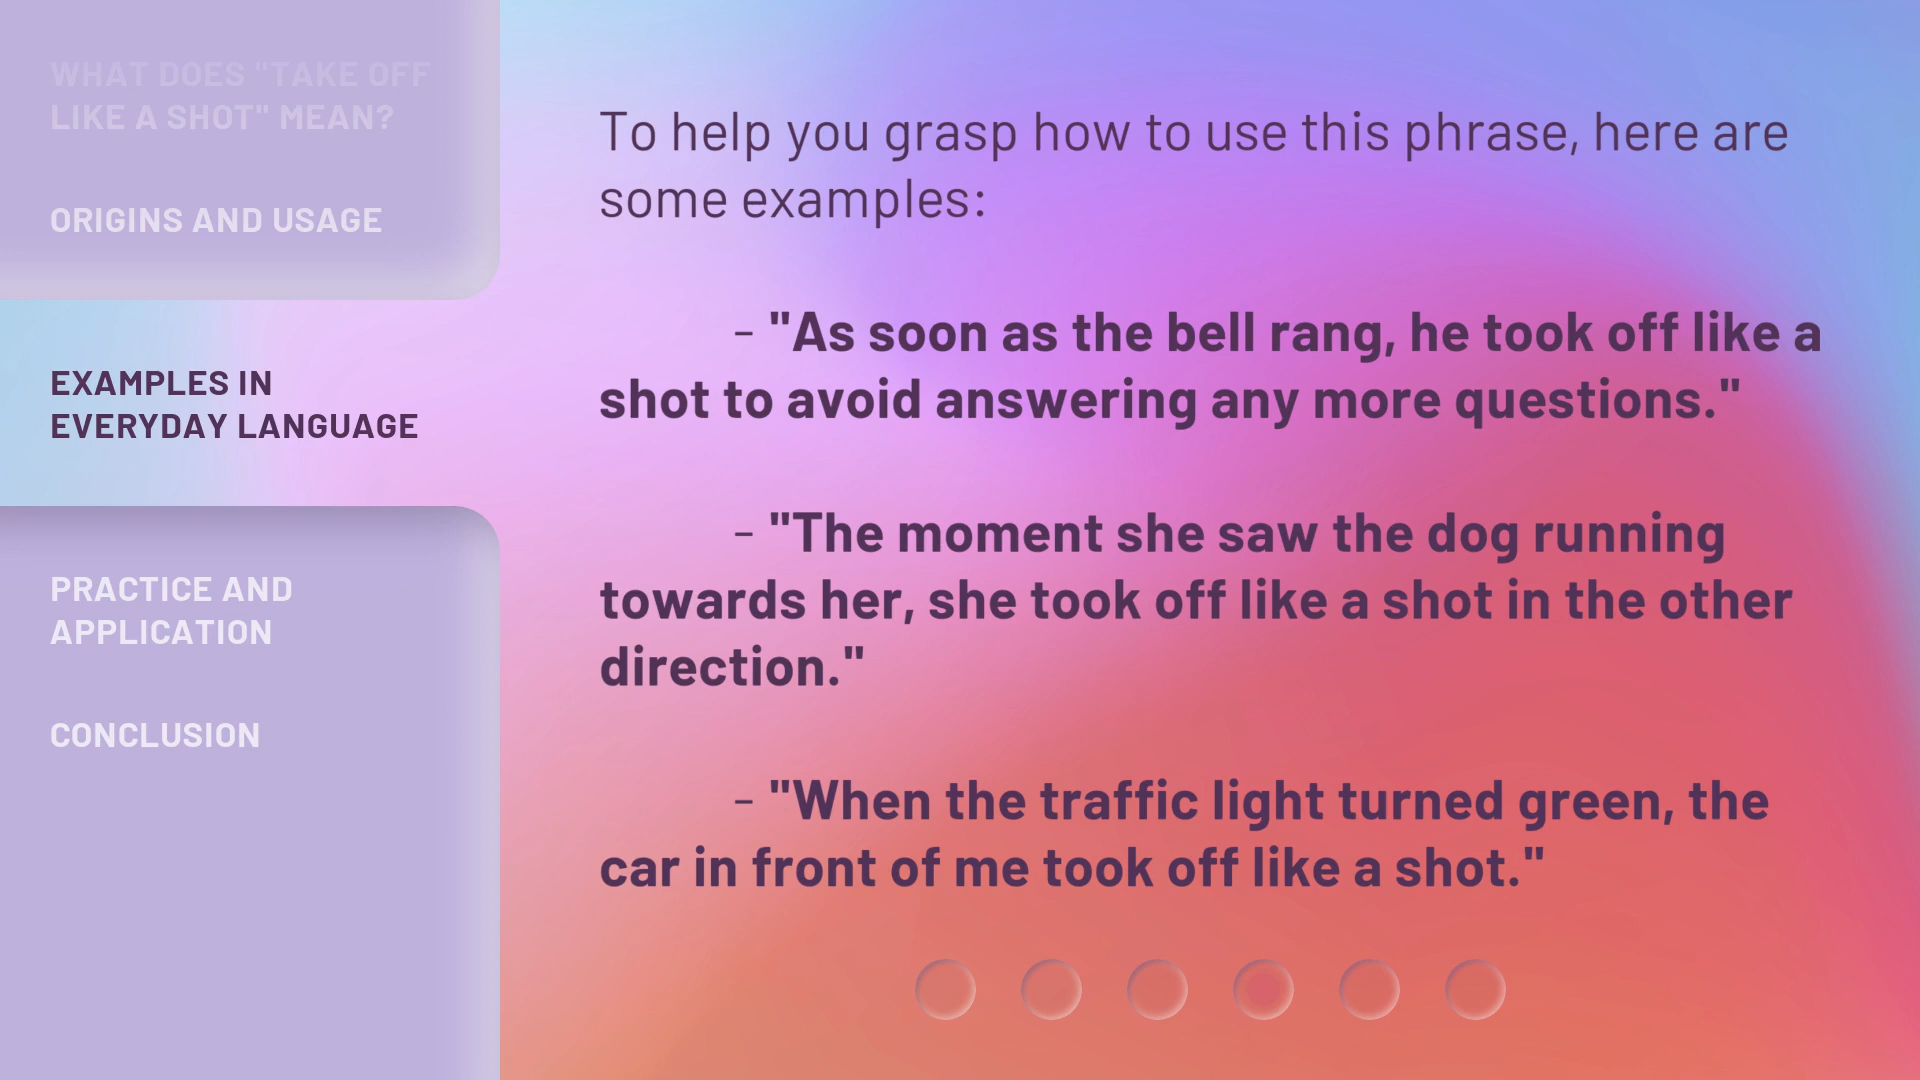 WHAT DOES "TAKE OFF
LIKE A SHOT" MEAN?
ORIGINS AND USAGE
EXAMPLES IN
EVERYDAY LANGUAGE
PRACTICE AND
APPLICATION
CONCLUSION
To help you grasp how to use this phrase, here are
some examples:
- "As soon as the bell rang, he took off like a
shot to avoid answering any more questions."
- "The moment she saw the dog running
towards her, she took off like a shot in the other
direction."
- "When the traffic light turned green, the
car in front of me took off like a shot."